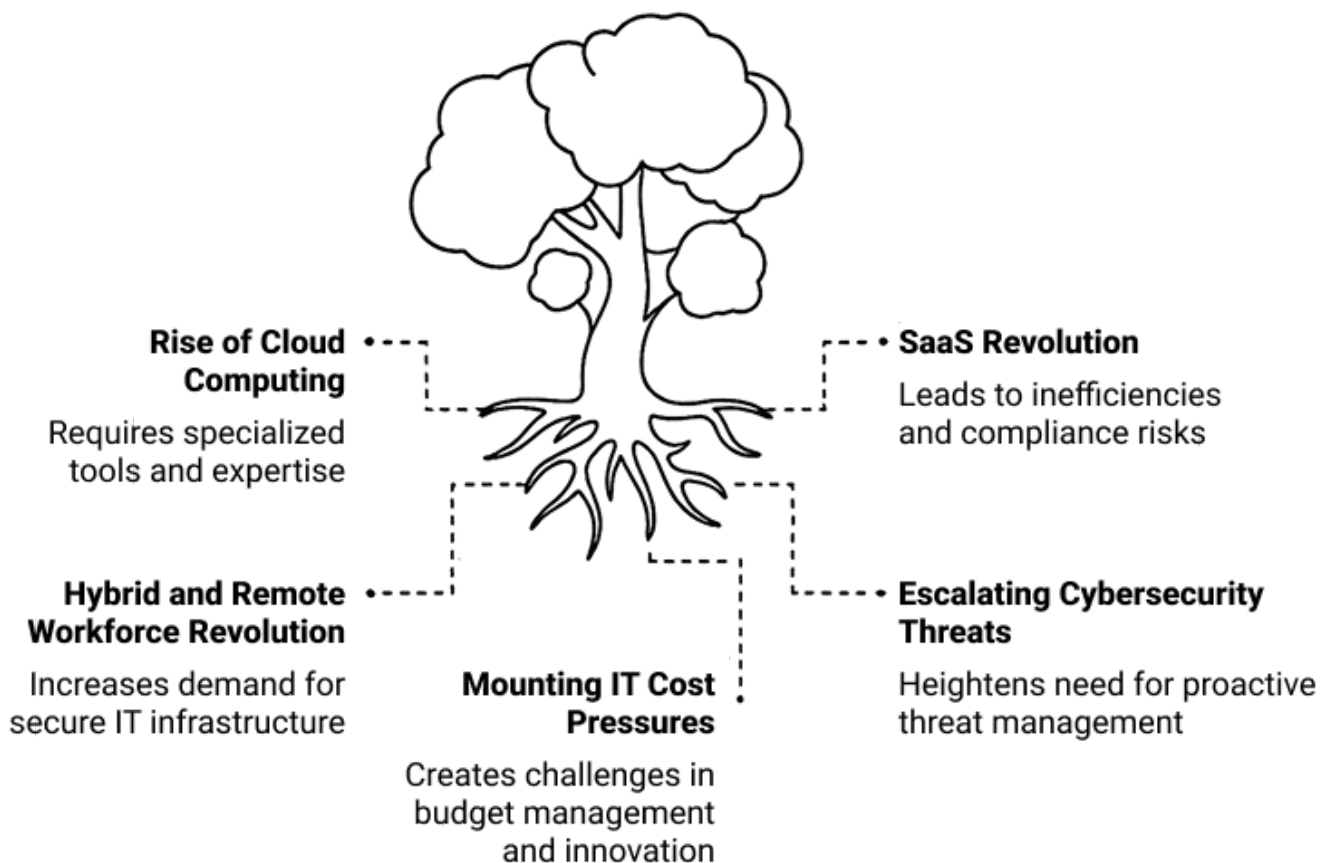 Rise of Cloud
Computing
Requires specialized
tools and expertise
SaaS Revolution
Leads to inefficiencies
and compliance risks
Hybrid and Remote
Workforce Revolution
Increases demand for
secure IT infrastructure
Mounting IT Cost
Pressures
Creates challenges in
budget management
and innovation
Escalating Cybersecurity
Threats
Heightens need for proactive
threat management